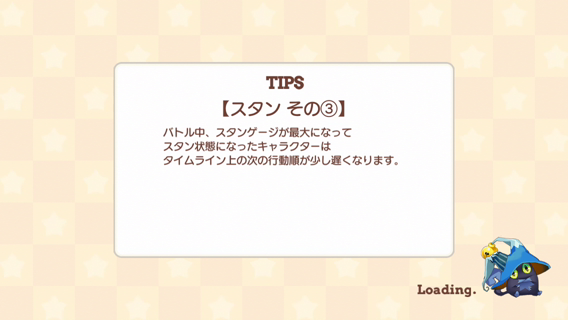 TIPS
【スタン その③】
バトル中、スタンゲージが最大になって
スタン状態になったキャラクターは
タイムライン上の次の行動順が少し遅くなります。
Loading.